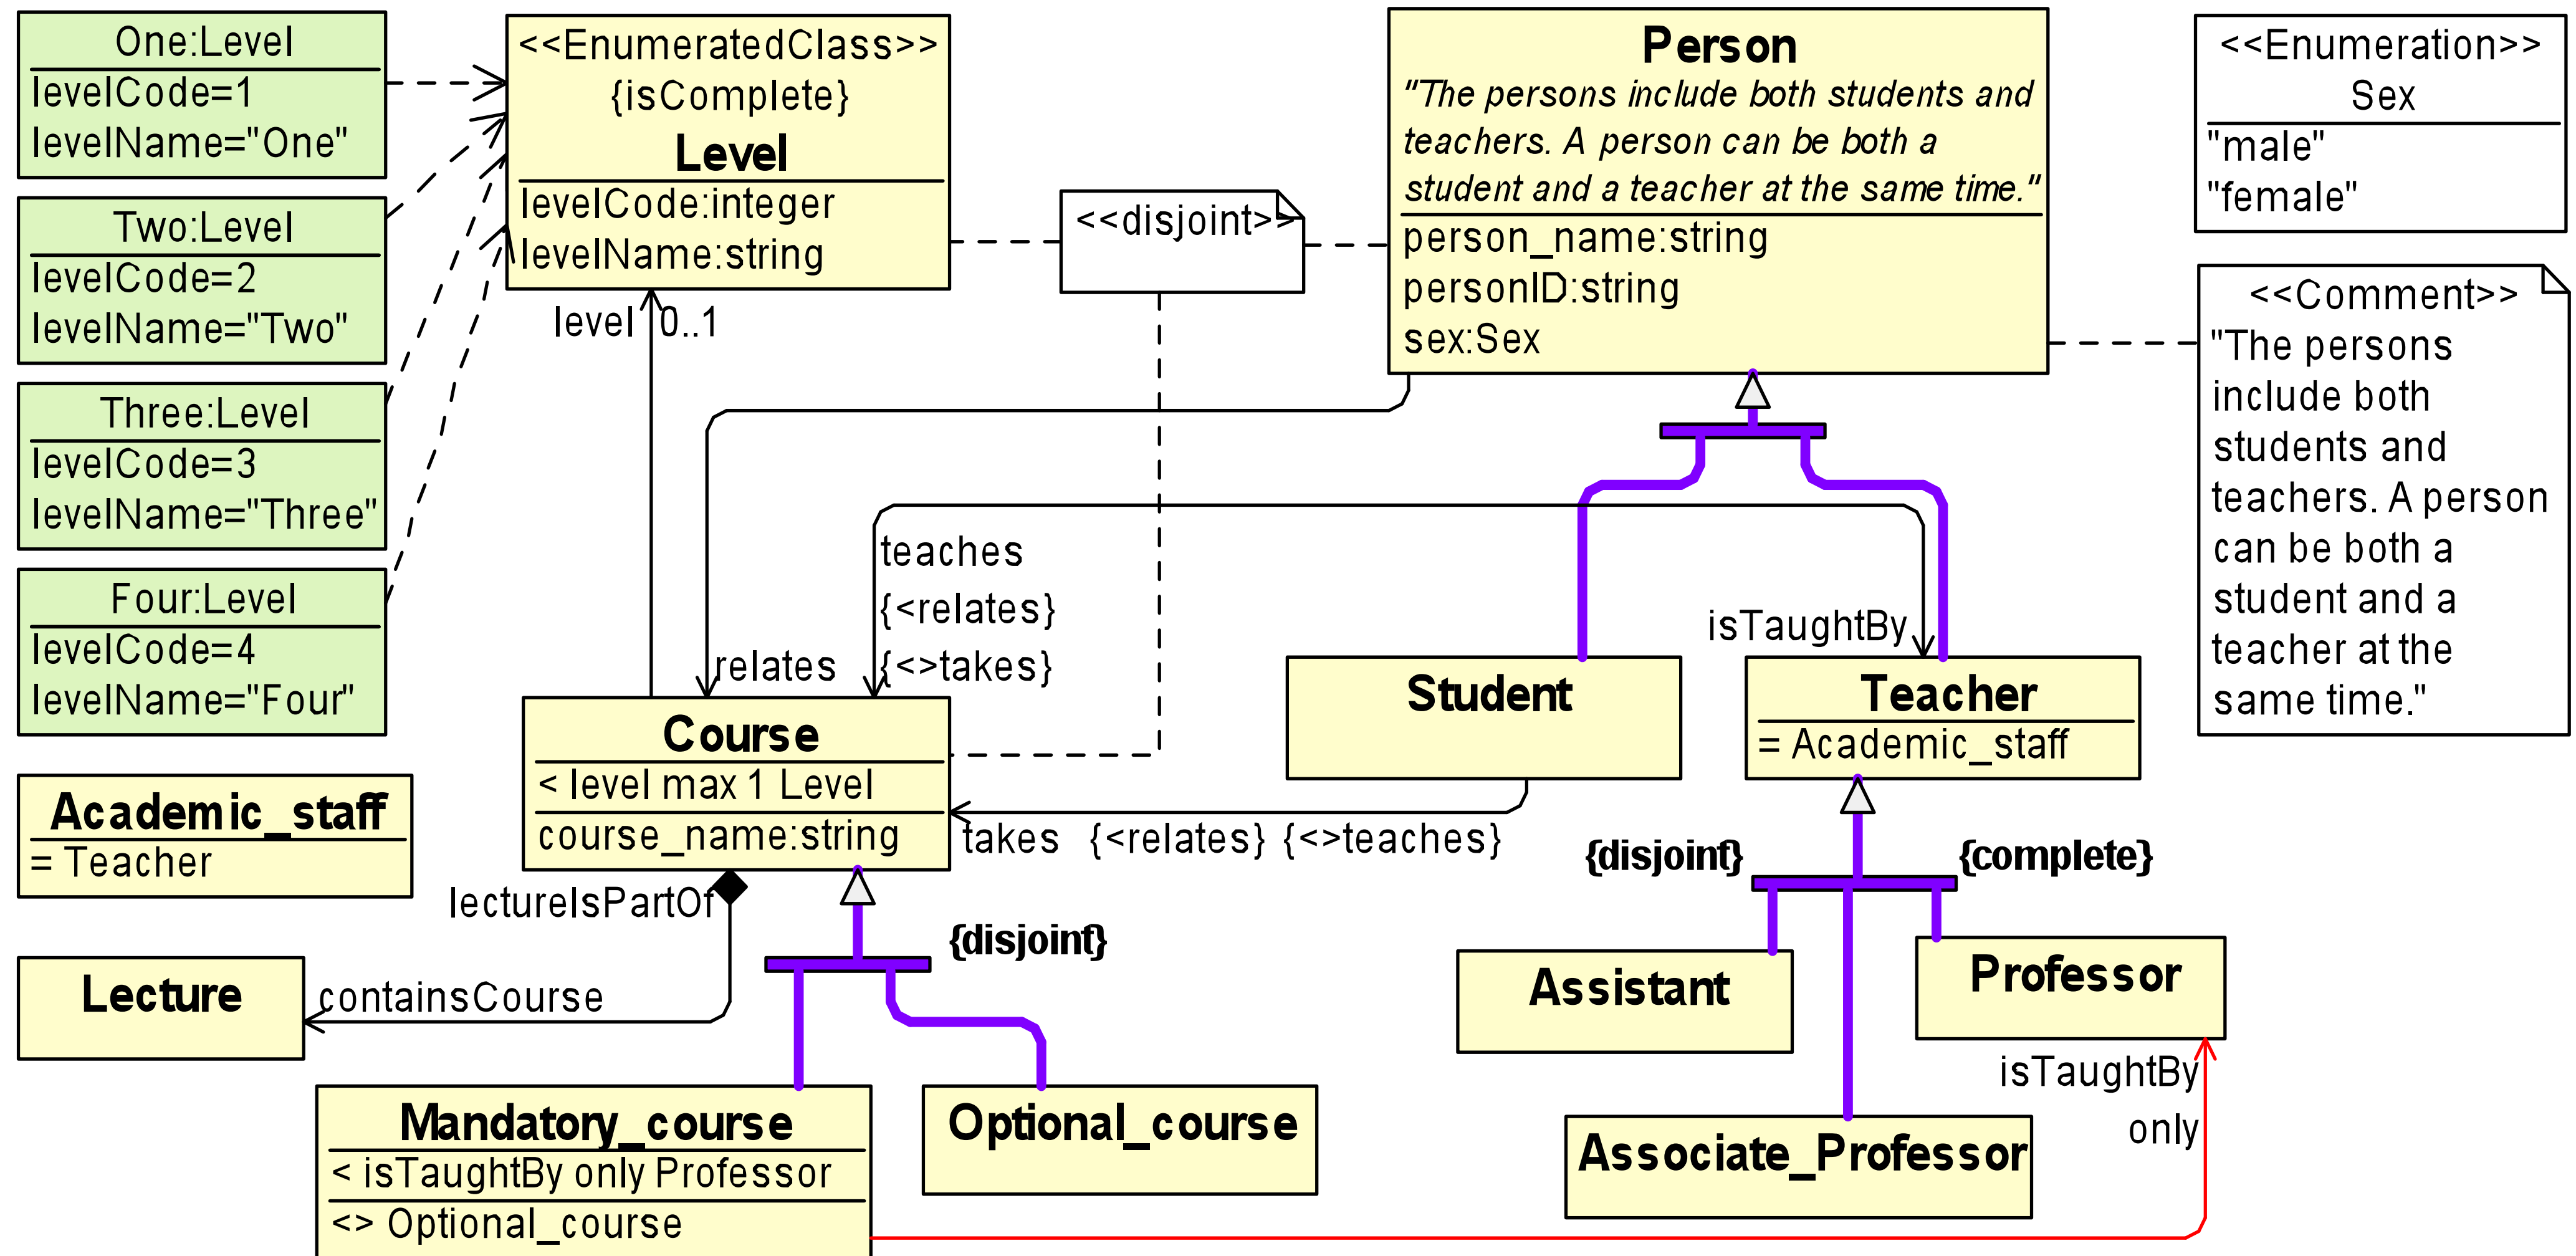 One:Level
levelCode=1
levelName="One"
Two:Level
levelCode=2
levelName="Two"
Three:Level
levelCode=3
levelName="Three"
Four:Level
levelCode=4
levelName="Four"
<<EnumeratedClass>>
{isComplete}
Level
levelCode:integer
levelName:string
level 0..1
<<disjoint>>
Person
"The persons include both students and
teachers. A person can be both a
student and a teacher at the same time."
person_name:string
personID:string
sex:Sex
<<Enumeration>>
Sex
"male"
"female"
<<Comment>>
"The persons
include both
students and
teachers. A person
can be both a
student and a
teacher at the
same time."
teaches
{<relates}
{<>takes}
relates
isTaughtBy
Student
Teacher
= Academic_staff
Course
< level max 1 Level
course_name:string
takes {<relates} {<>teaches}
Academic_staff
= Teacher
lectureIsPartOf
{disjoint}
{disjoint}
{complete}
Lecture
containsCourse
Assistant
Professor
isTaughtBy
only
Mandatory_course
< isTaughtBy only Professor
<> Optional_course
Optional_course
Associate_Professor